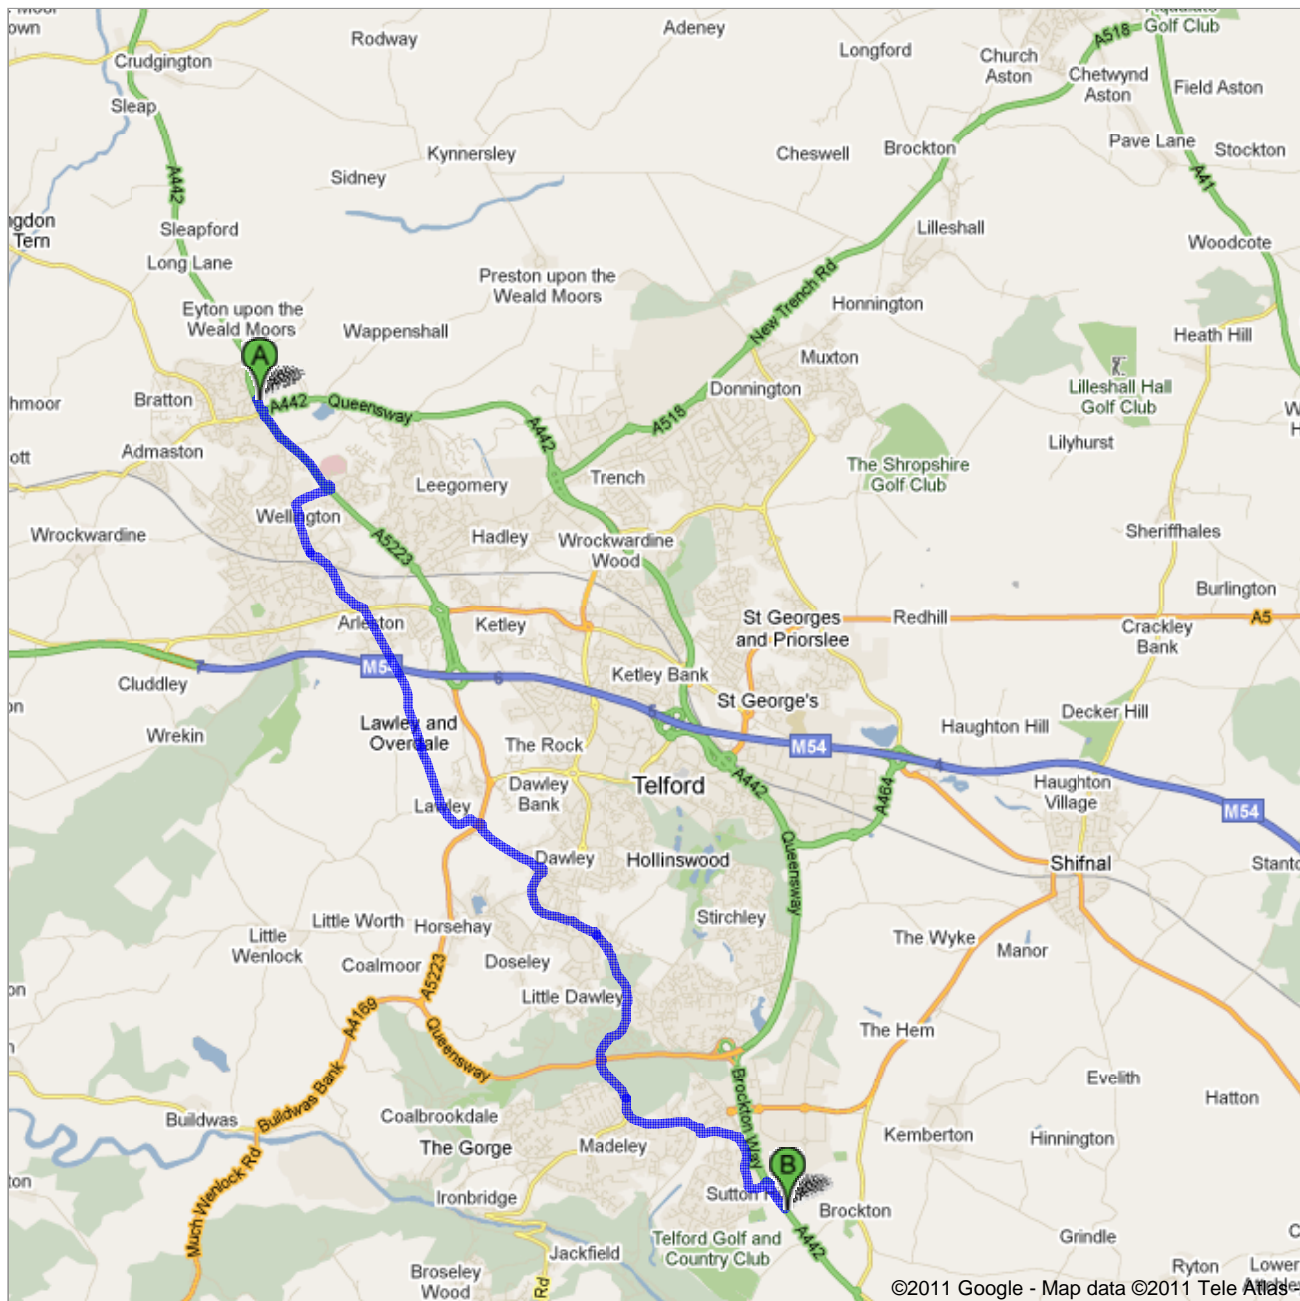 Golf Club
A518
Rodway
Adeney
Longford
Crudgington
Church
Aston
Chetwynd
Aston
Field Aston
Sleap
Kynnersley
Cheswell
Brockton
Pave Lane
Stockton
Sidney
A442
A41
Tern
Sleapford
Lilleshall
Woodcote
Long Lane
Preston upon the
Weald Moors
New Trench Rd
Honnington
Eyton upon the
Weald Moors
Wappenshall
Heath Hill
A
Muxton
Donnington
Lilleshall Hall
Golf Club
Bratton
A442
Queensway
A442
A518
Lilyhurst
Admaston
The Shropshire
Golf Club
Leegomery
Trench
Wellington
Wrockwardine
A5223
Hadley
Wrockwardine
Wood
Sheriffhales
Burlington
Arleston
Ketley
St Georges
and Priorslee
Redhill
A5
Crackley
Bank
7
M54
6
Ketley Bank
Cluddley
St George's
5
Decker Hill
Haughton Hill
Wrekin
Lawley and
Overdale
The Rock
M54
4
Telford
A442
Haughton
Village
Dawley
Bank
A464
M54
Lawley
Dawley
Hollinswood
Queensway
Shifnal
Little Worth
Horsehay
Stirchley
Little
Wenlock
The Wyke
Manor
Coalmoor
Doseley
A5223
Little Dawley
A4169
The Hem
Queensway
Buildwas Bank
Brockton Way
Evelith
Hatton
Buildwas
Coalbrookdale
The Gorge
Madeley
Kemberton
Hinnington
Much Wenlock Rd
B
Ironbridge
Sutton
Brockton
Telford Golf and
Country Club
A442
Grindle
Jackfield
Ryton
Lower
Broseley
Wood
Rd
©2011 Google - Map data ©2011 Tele Atlas -